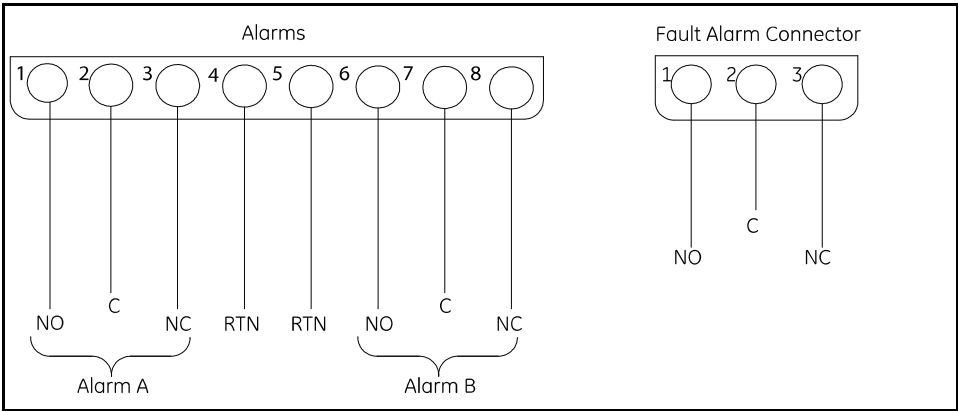 Alarms
1 2 3 4 5 6 7 8
NO C NC RTN RTN NO C NC
Alarm A Alarm B
Fault Alarm Connector
1 2 3
NO C NC